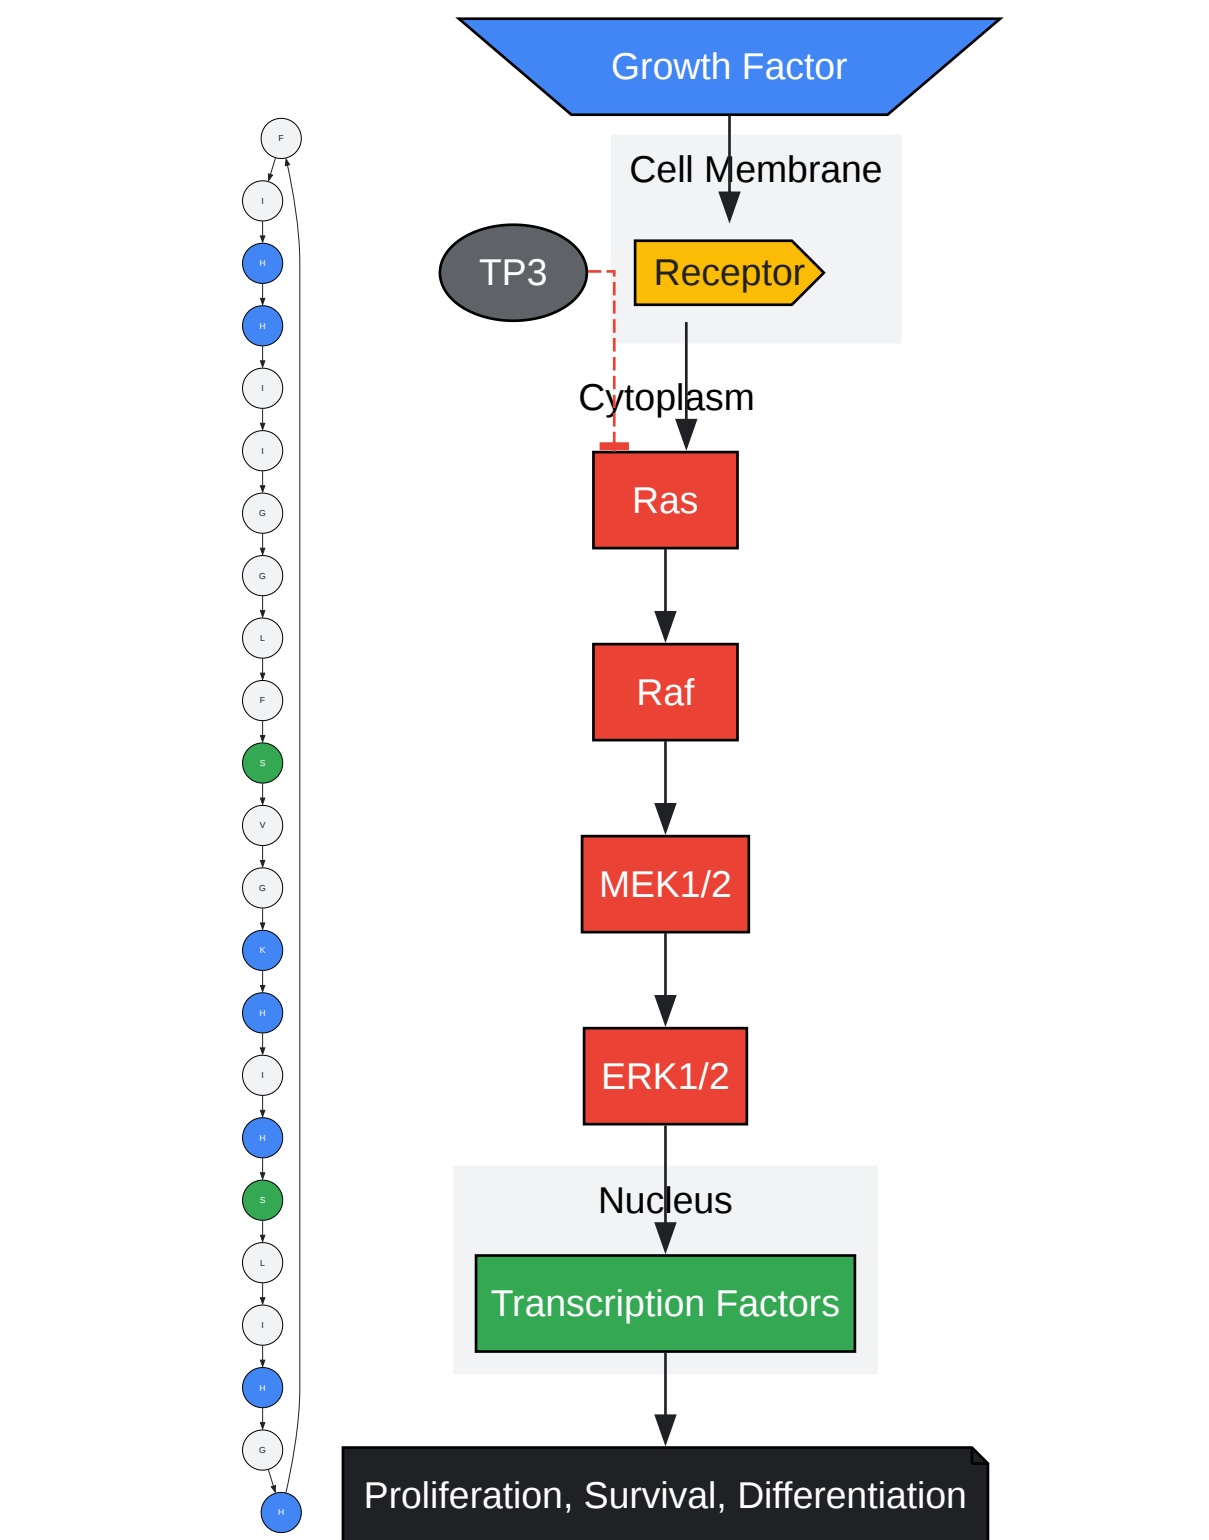 Growth Factor
Cell Membrane
TP3
Receptor
Cytoplasm
Ras
Raf
MEK1/2
ERK1/2
Nucleus
Transcription Factors
Proliferation, Survival, Differentiation
F
I
H
H
I
I
G
G
L
F
S
V
G
K
H
I
H
S
L
I
H
G
H